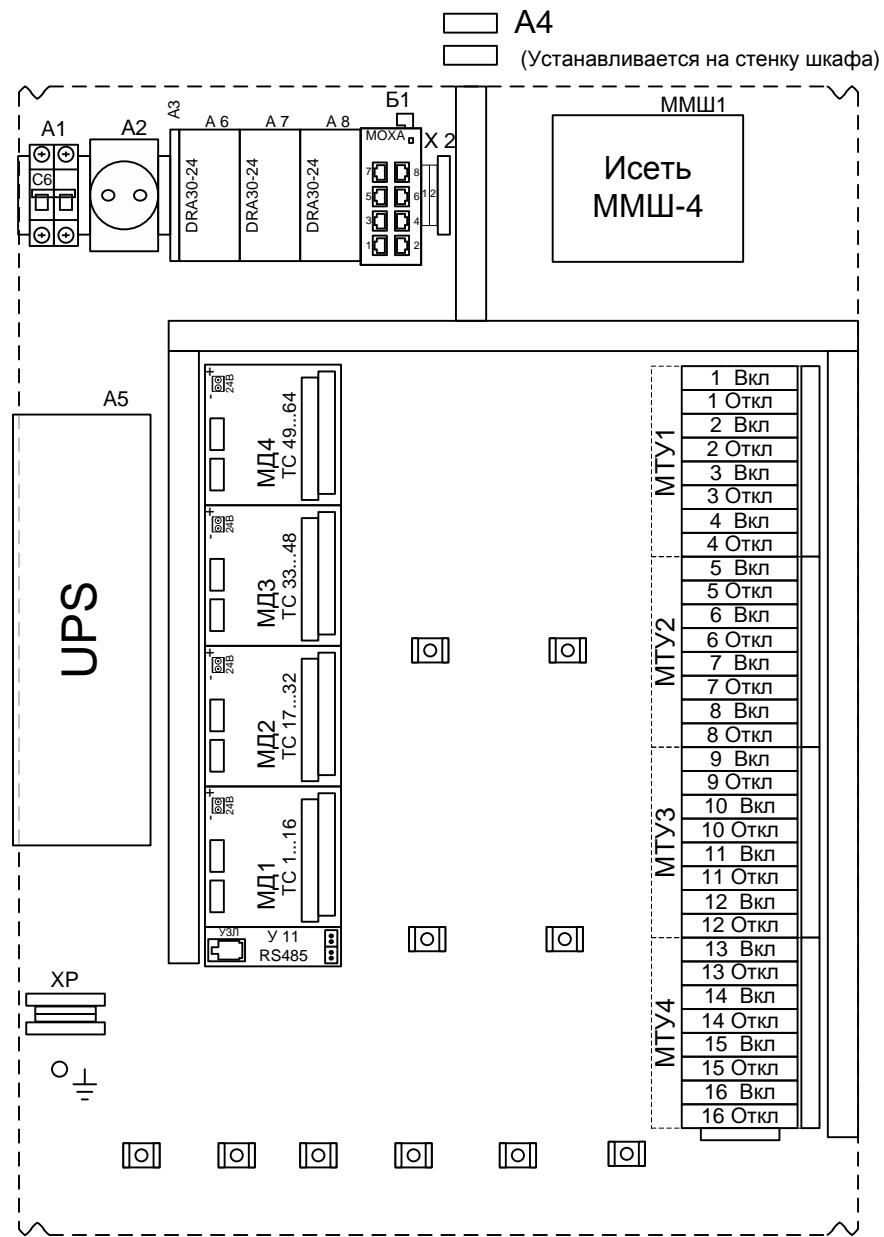 А4
(Устанавливается на стенку шкафа)
А1
А2
А3
А 6
А 7
А 8
Б1
X 2
ММШ1
С6
DRA30-24
DRA30-24
DRA30-24
MOXA
7 8
5 6
3 4
1 2
1 2
Исеть
ММШ-4
А5
UPS
+
-
24В
МД4
ТС 49...64
+
-
24В
МД3
ТС 33...48
+
-
24В
МД2
ТС 17...32
+
-
24В
МД1
ТС 1...16
УЗЛ
У 11
RS485
МТУ1
1 Вкл
1 Откл
2 Вкл
2 Откл
3 Вкл
3 Откл
4 Вкл
4 Откл
МТУ2
5 Вкл
5 Откл
6 Вкл
6 Откл
7 Вкл
7 Откл
8 Вкл
8 Откл
МТУ3
9 Вкл
9 Откл
10 Вкл
10 Откл
11 Вкл
11 Откл
12 Вкл
12 Откл
МТУ4
13 Вкл
13 Откл
14 Вкл
14 Откл
15 Вкл
15 Откл
16 Вкл
16 Откл
XP